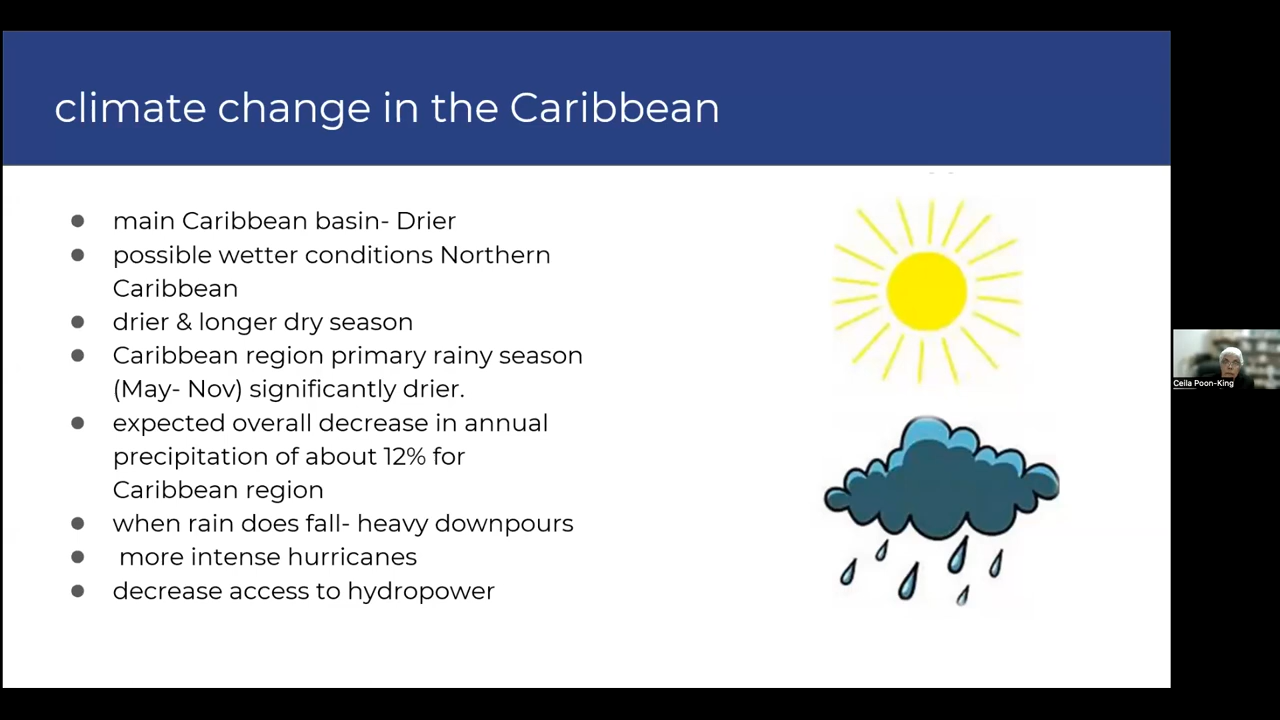 climate change in the Caribbean
● main Caribbean basin- Drier
● possible wetter conditions Northern
Caribbean
● drier & longer dry season
● Caribbean region primary rainy season
(May- Nov) significantly drier.
● expected overall decrease in annual
precipitation of about 12% for
Caribbean region
● when rain does fall- heavy downpours
● more intense hurricanes
● decrease access to hydropower
Ceila Poon-King